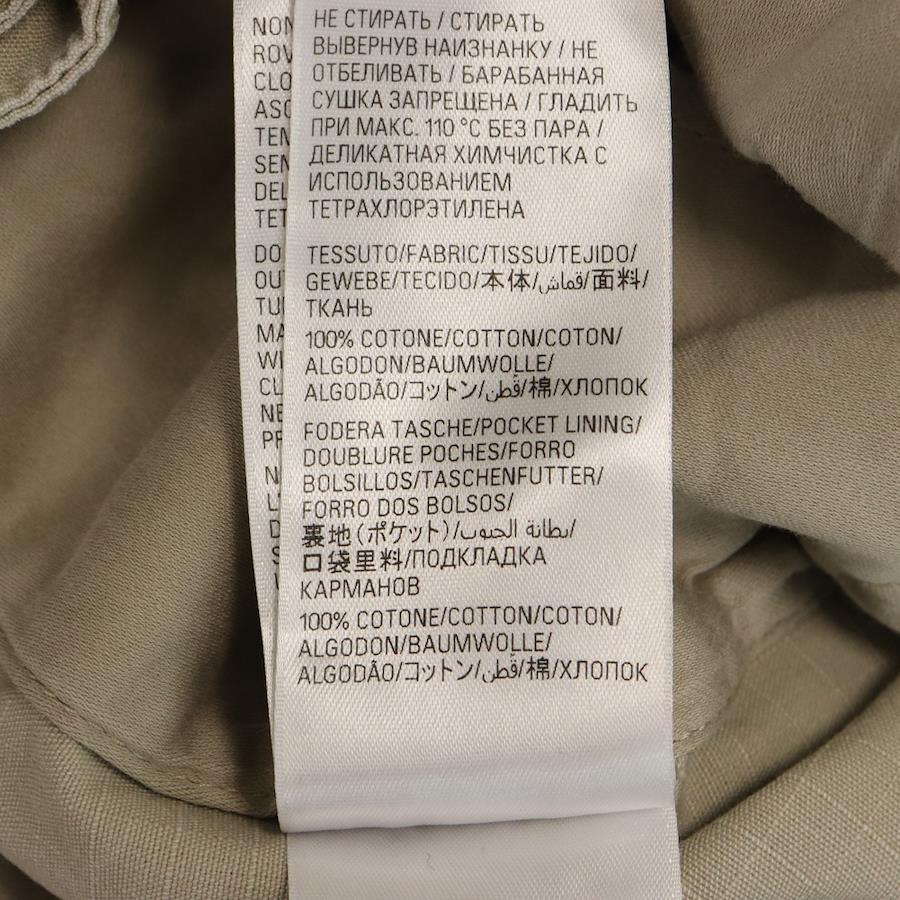 НЕ СТИРАТЬ / СТИРАТЬ
ВЫВЕРНУВ НАИЗНАНКУ / НЕ
ОТБЕЛИВАТЬ / БАРАБАННАЯ
СУШКА ЗАПРЕЩЕНА / ГЛАДИТЬ
ПРИ МАКС. 110 °C БЕЗ ПАРА /
ДЕЛИКАТНАЯ ХИМЧИСТКА С
ИСПОЛЬЗОВАНИЕМ
ТЕТРАХЛОРЭТИЛЕНА
TESSUTO/FABRIC/TISSU/TEJIDO/
GEWEBE/TECIDO/本体/قماش/面料/
ТКАНЬ
100% COTONE/COTTON/COTON/
ALGODON/BAUMWOLLE/
ALGODÃO/コットン/قُطن/棉/ХЛОПОК
FODERA TASCHE/POCKET LINING/
DOUBLURE POCHES/FORRO
BOLSILLOS/TASCHENFUTTER/
FORRO DOS BOLSOS/
裏地(ポケット)/بطانة الجيوب/
口袋里料/ПОДКЛАДКА
КАРМАНОВ
100% COTONE/COTTON/COTON/
ALGODON/BAUMWOLLE/
ALGODÃO/コットン/قُطن/棉/ХЛОПОК